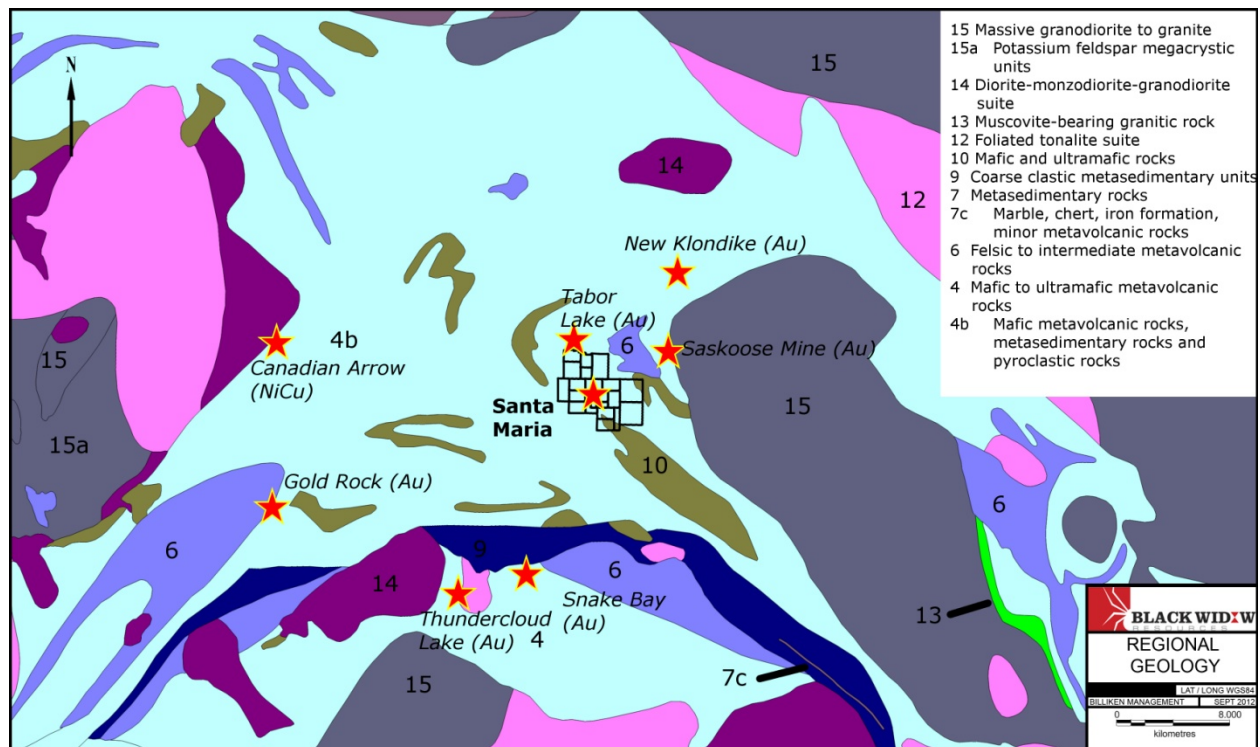 N
15
14
12
New Klondike (Au)
Tabor
Lake (Au)
6
Saskoose Mine (Au)
4b
Canadian Arrow
(NiCu)
15
15
15a
Santa
Maria
10
Gold Rock (Au)
6
6
9
14
6
Snake Bay
(Au)
Thundercloud
Lake (Au)
4
15
7c
13
15 Massive granodiorite to granite
15a Potassium feldspar megacrystic
units
14 Diorite-monzodiorite-granodiorite
suite
13 Muscovite-bearing granitic rock
12 Foliated tonalite suite
10 Mafic and ultramafic rocks
9 Coarse clastic metasedimentary units
7 Metasedimentary rocks
7c Marble, chert, iron formation,
minor metavolcanic rocks
6 Felsic to intermediate metavolcanic
rocks
4 Mafic to ultramafic metavolcanic
rocks
4b Mafic metavolcanic rocks,
metasedimentary rocks and
pyroclastic rocks
BLACK WIDOW
RESOURCES
REGIONAL
GEOLOGY
LAT / LONG WGS84
BILLIKEN MANAGEMENT SEPT 2012
0 8.000
kilometres